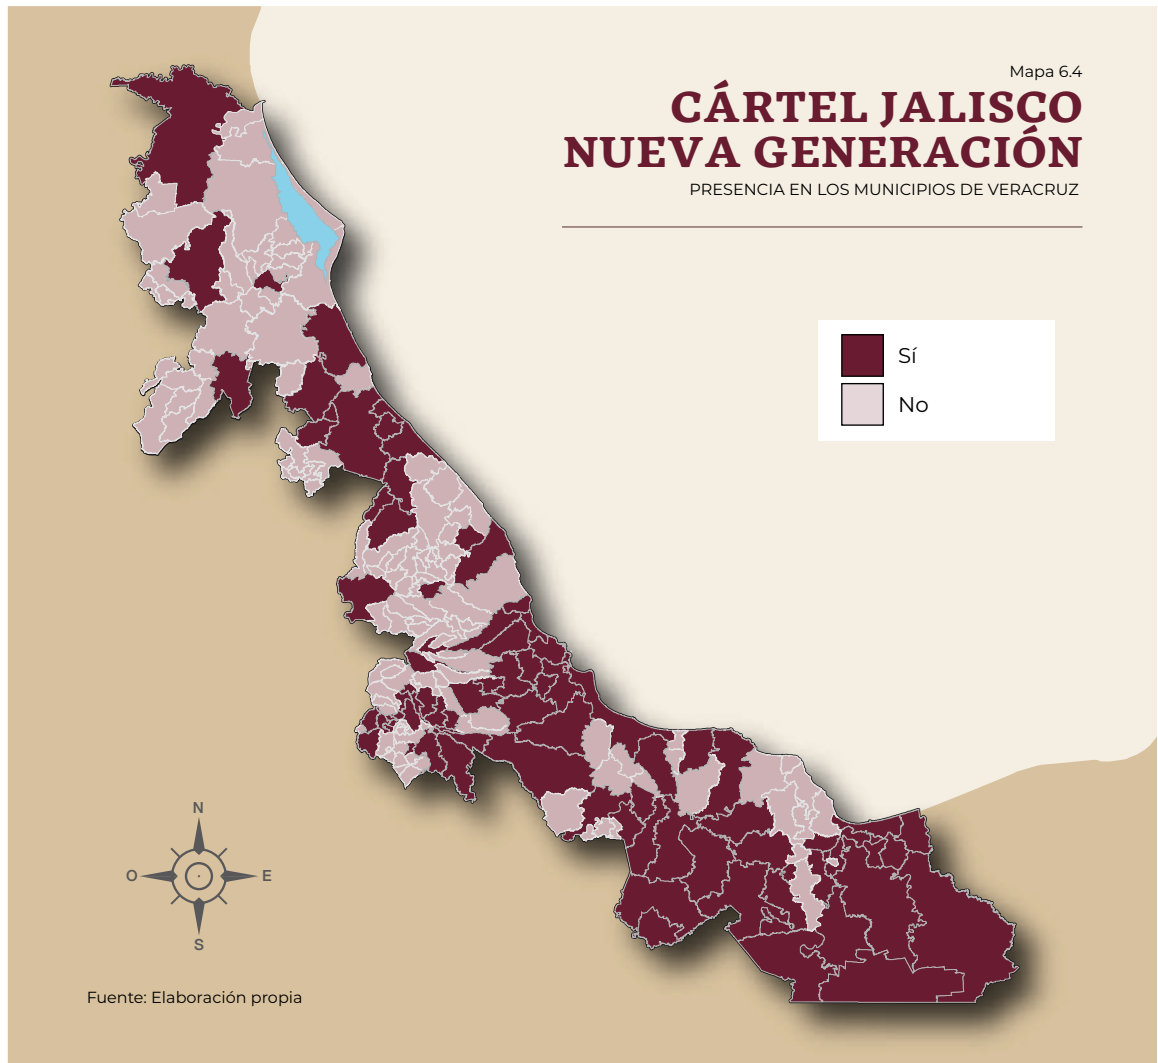 Mapa 6.4
CÁRTEL JALISCO
NUEVA GENERACIÓN
PRESENCIA EN LOS MUNICIPIOS DE VERACRUZ
Sí
No
N
O
E
S
Fuente: Elaboración propia